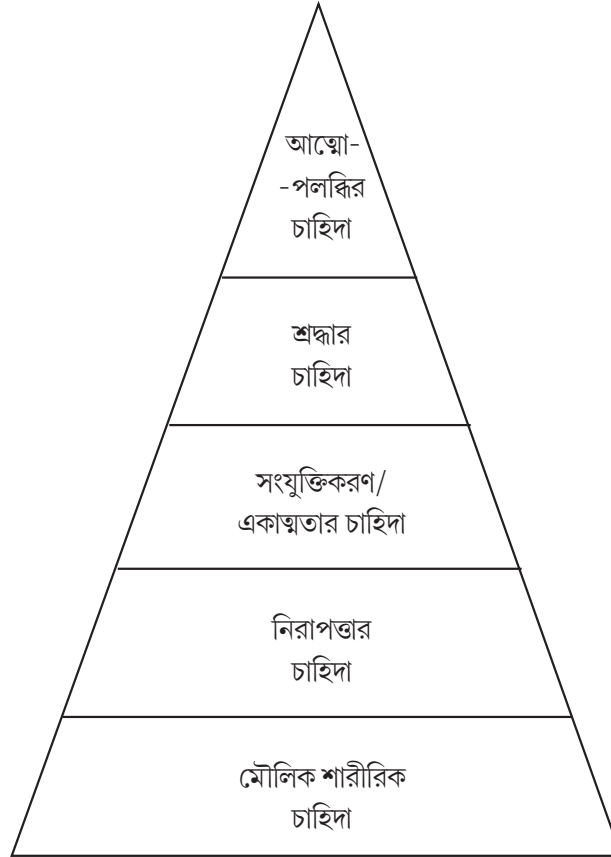 আত্মো-
-পলব্ধির
চাহিদা
শ্রদ্ধার
চাহিদা
সংযুক্তিকরণ/
একাত্মতার চাহিদা
নিরাপত্তার
চাহিদা
মৌলিক শারীরিক
চাহিদা